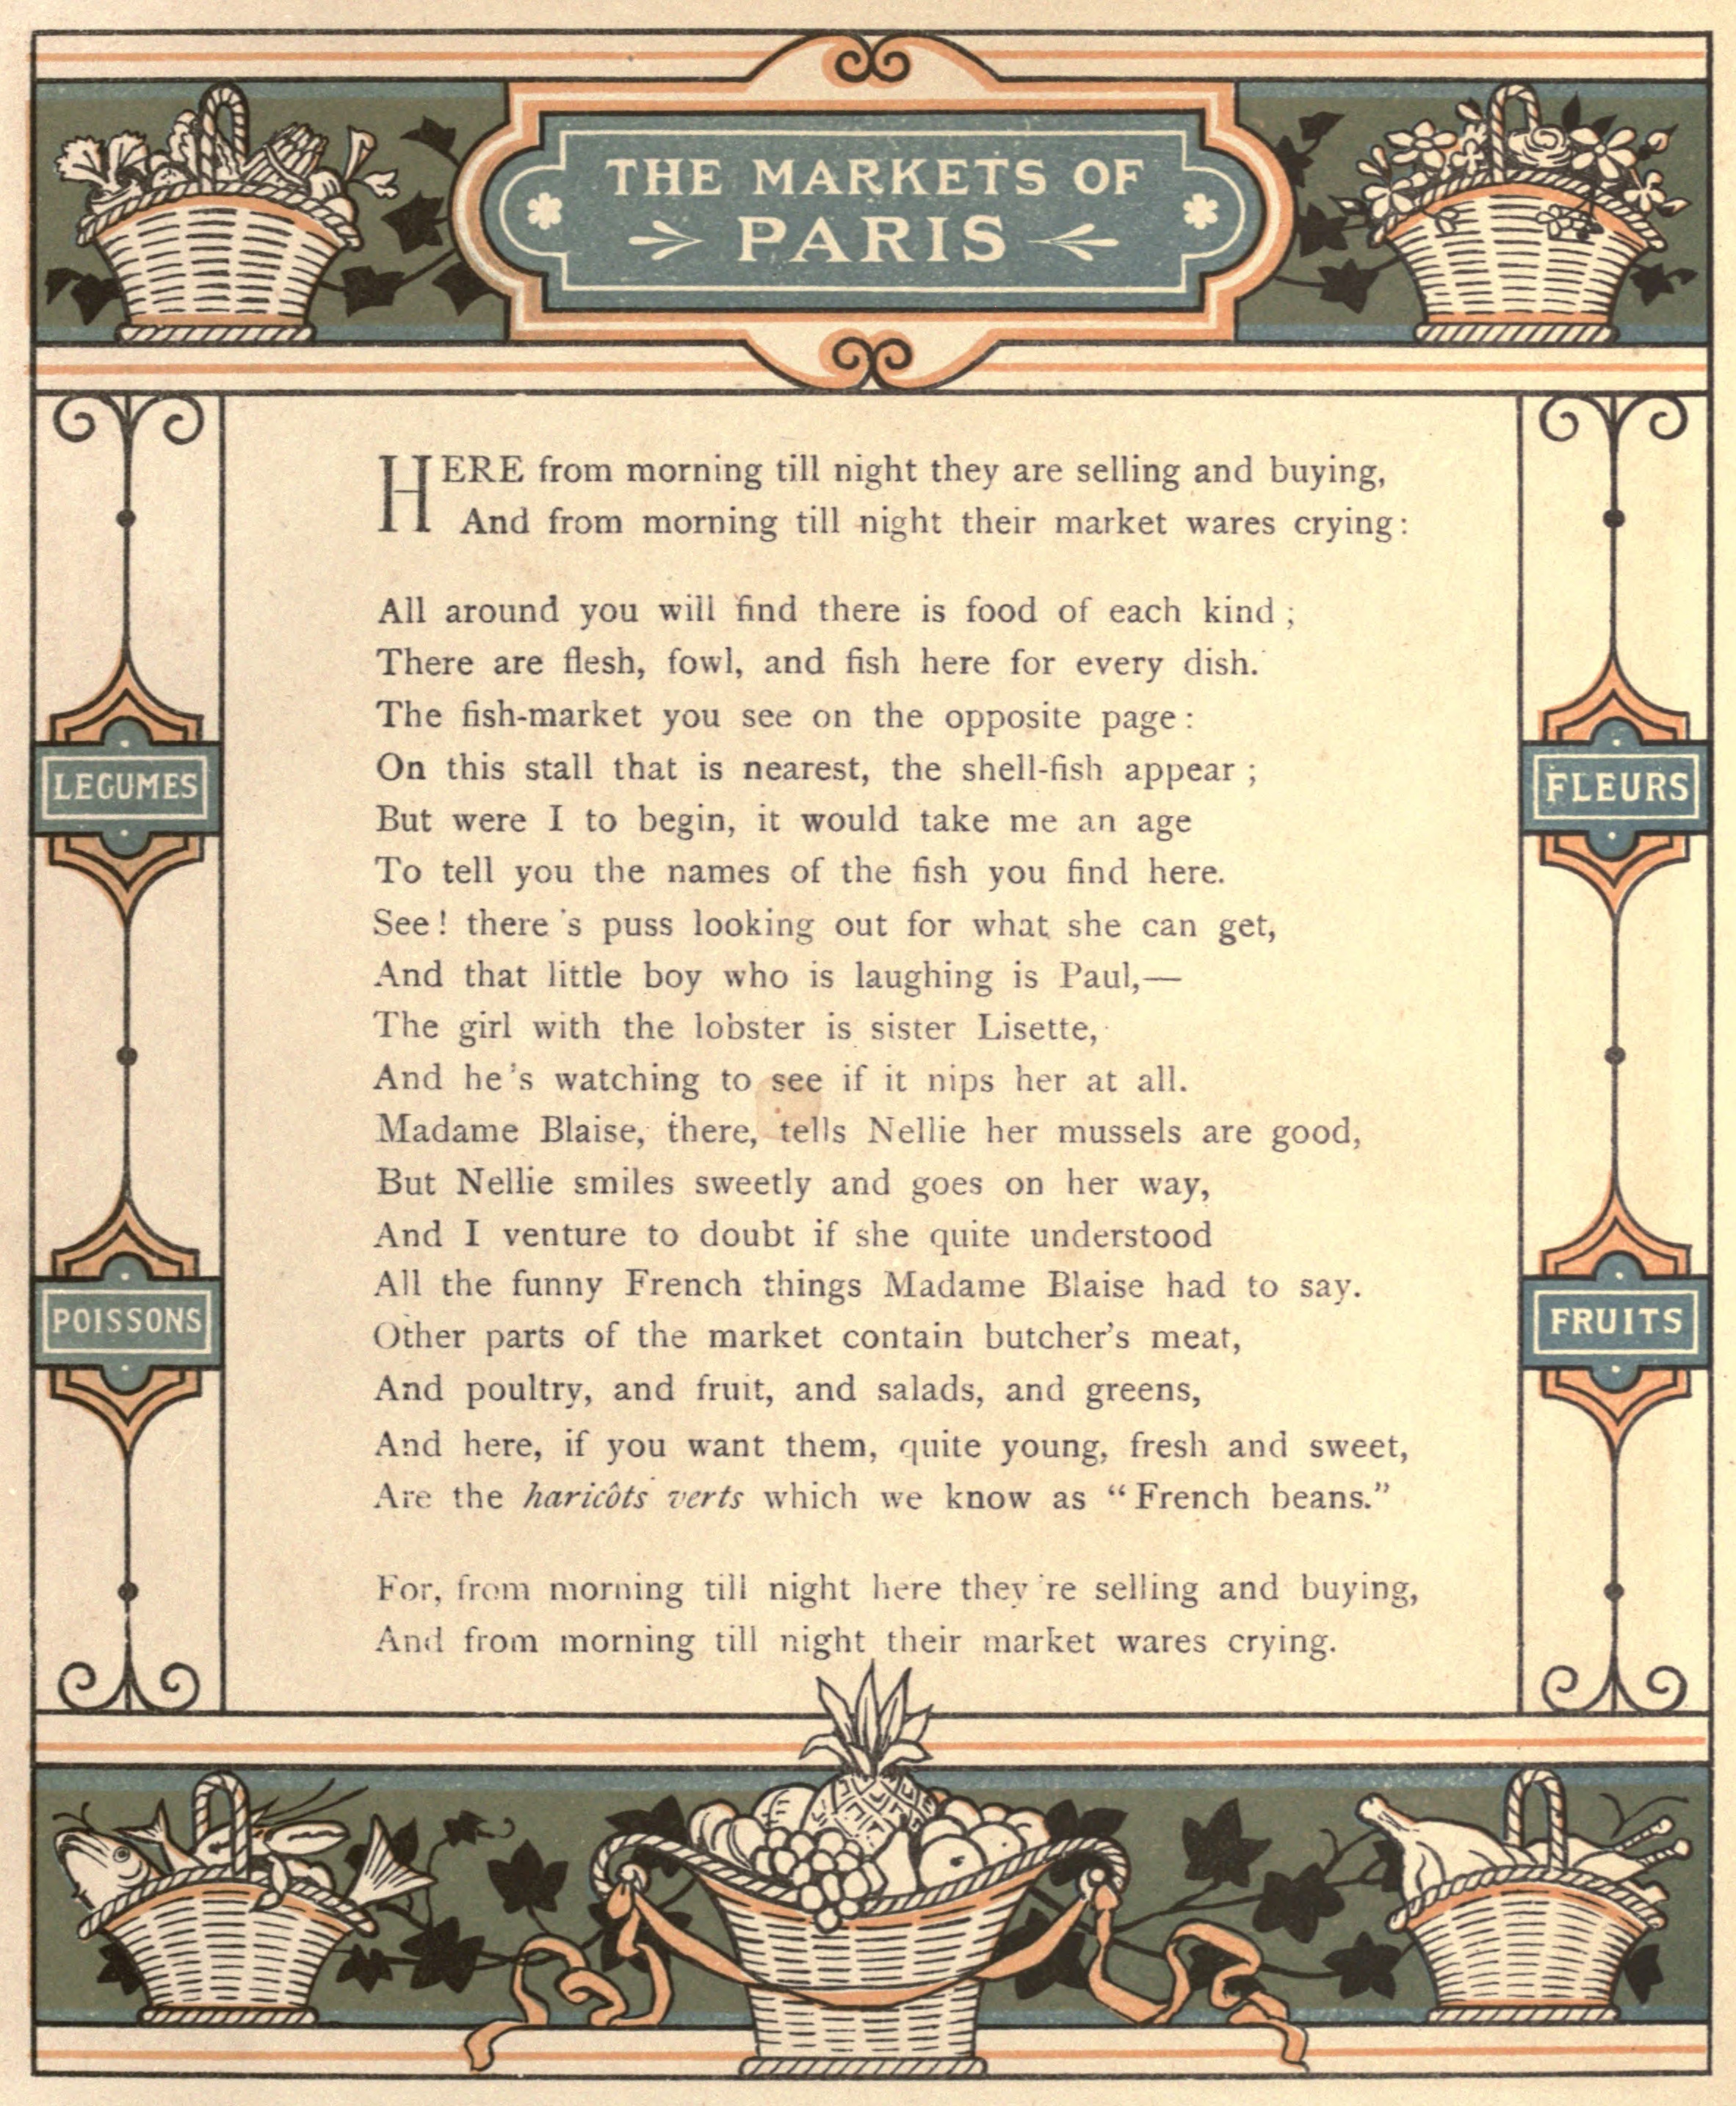 THE MARKETS OF
PARIS
HERE from morning till night they are selling and buying,
And from morning till night their market wares crying:
All around you will find there is food of each kind;
There are flesh, fowl, and fish here for every dish.
The fish-market you see on the opposite page:
On this stall that is nearest, the shell-fish appear;
But were I to begin, it would take me an age
To tell you the names of the fish you find here.
See! there's puss looking out for what she can get,
And that little boy who is laughing is Paul,—
The girl with the lobster is sister Lisette,
And he's watching to see if it nips her at all.
Madame Blaise, there, tells Nellie her mussels are good,
But Nellie smiles sweetly and goes on her way,
And I venture to doubt if she quite understood
All the funny French things Madame Blaise had to say.
Other parts of the market contain butcher's meat,
And poultry, and fruit, and salads, and greens,
And here, if you want them, quite young, fresh and sweet,
Are the haricôts verts which we know as “French beans.”
For, from morning till night here they're selling and buying,
And from morning till night their market wares crying.
LEGUMES
POISSONS
FLEURS
FRUITS